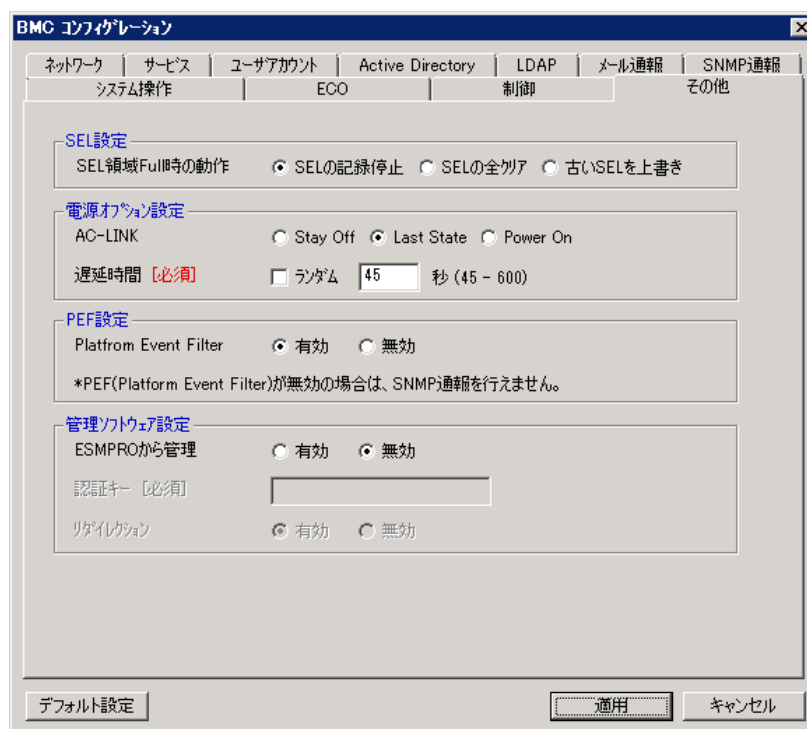 BMC コンフィグレーション
ネットワーク サービス ユーザアカウント Active Directory LDAP メール通報 SNMP通報
システム操作 ECO 制御 その他
SEL設定
SEL領域Full時の動作 SELの記録停止 SELの全クリア 古いSELを上書き
電源オプション設定
AC-LINK Stay Off Last State Power On
遅延時間 [必須] ランダム 45 秒 (45 - 600)
PEF設定
Platfrom Event Filter 有効 無効
*PEF(Platform Event Filter)が無効の場合は、SNMP通報を行えません。
管理ソフトウェア設定
ESMPROから管理 有効 無効
認証キー [必須]
リダイレクション 有効 無効
デフォルト設定 適用 キャンセル